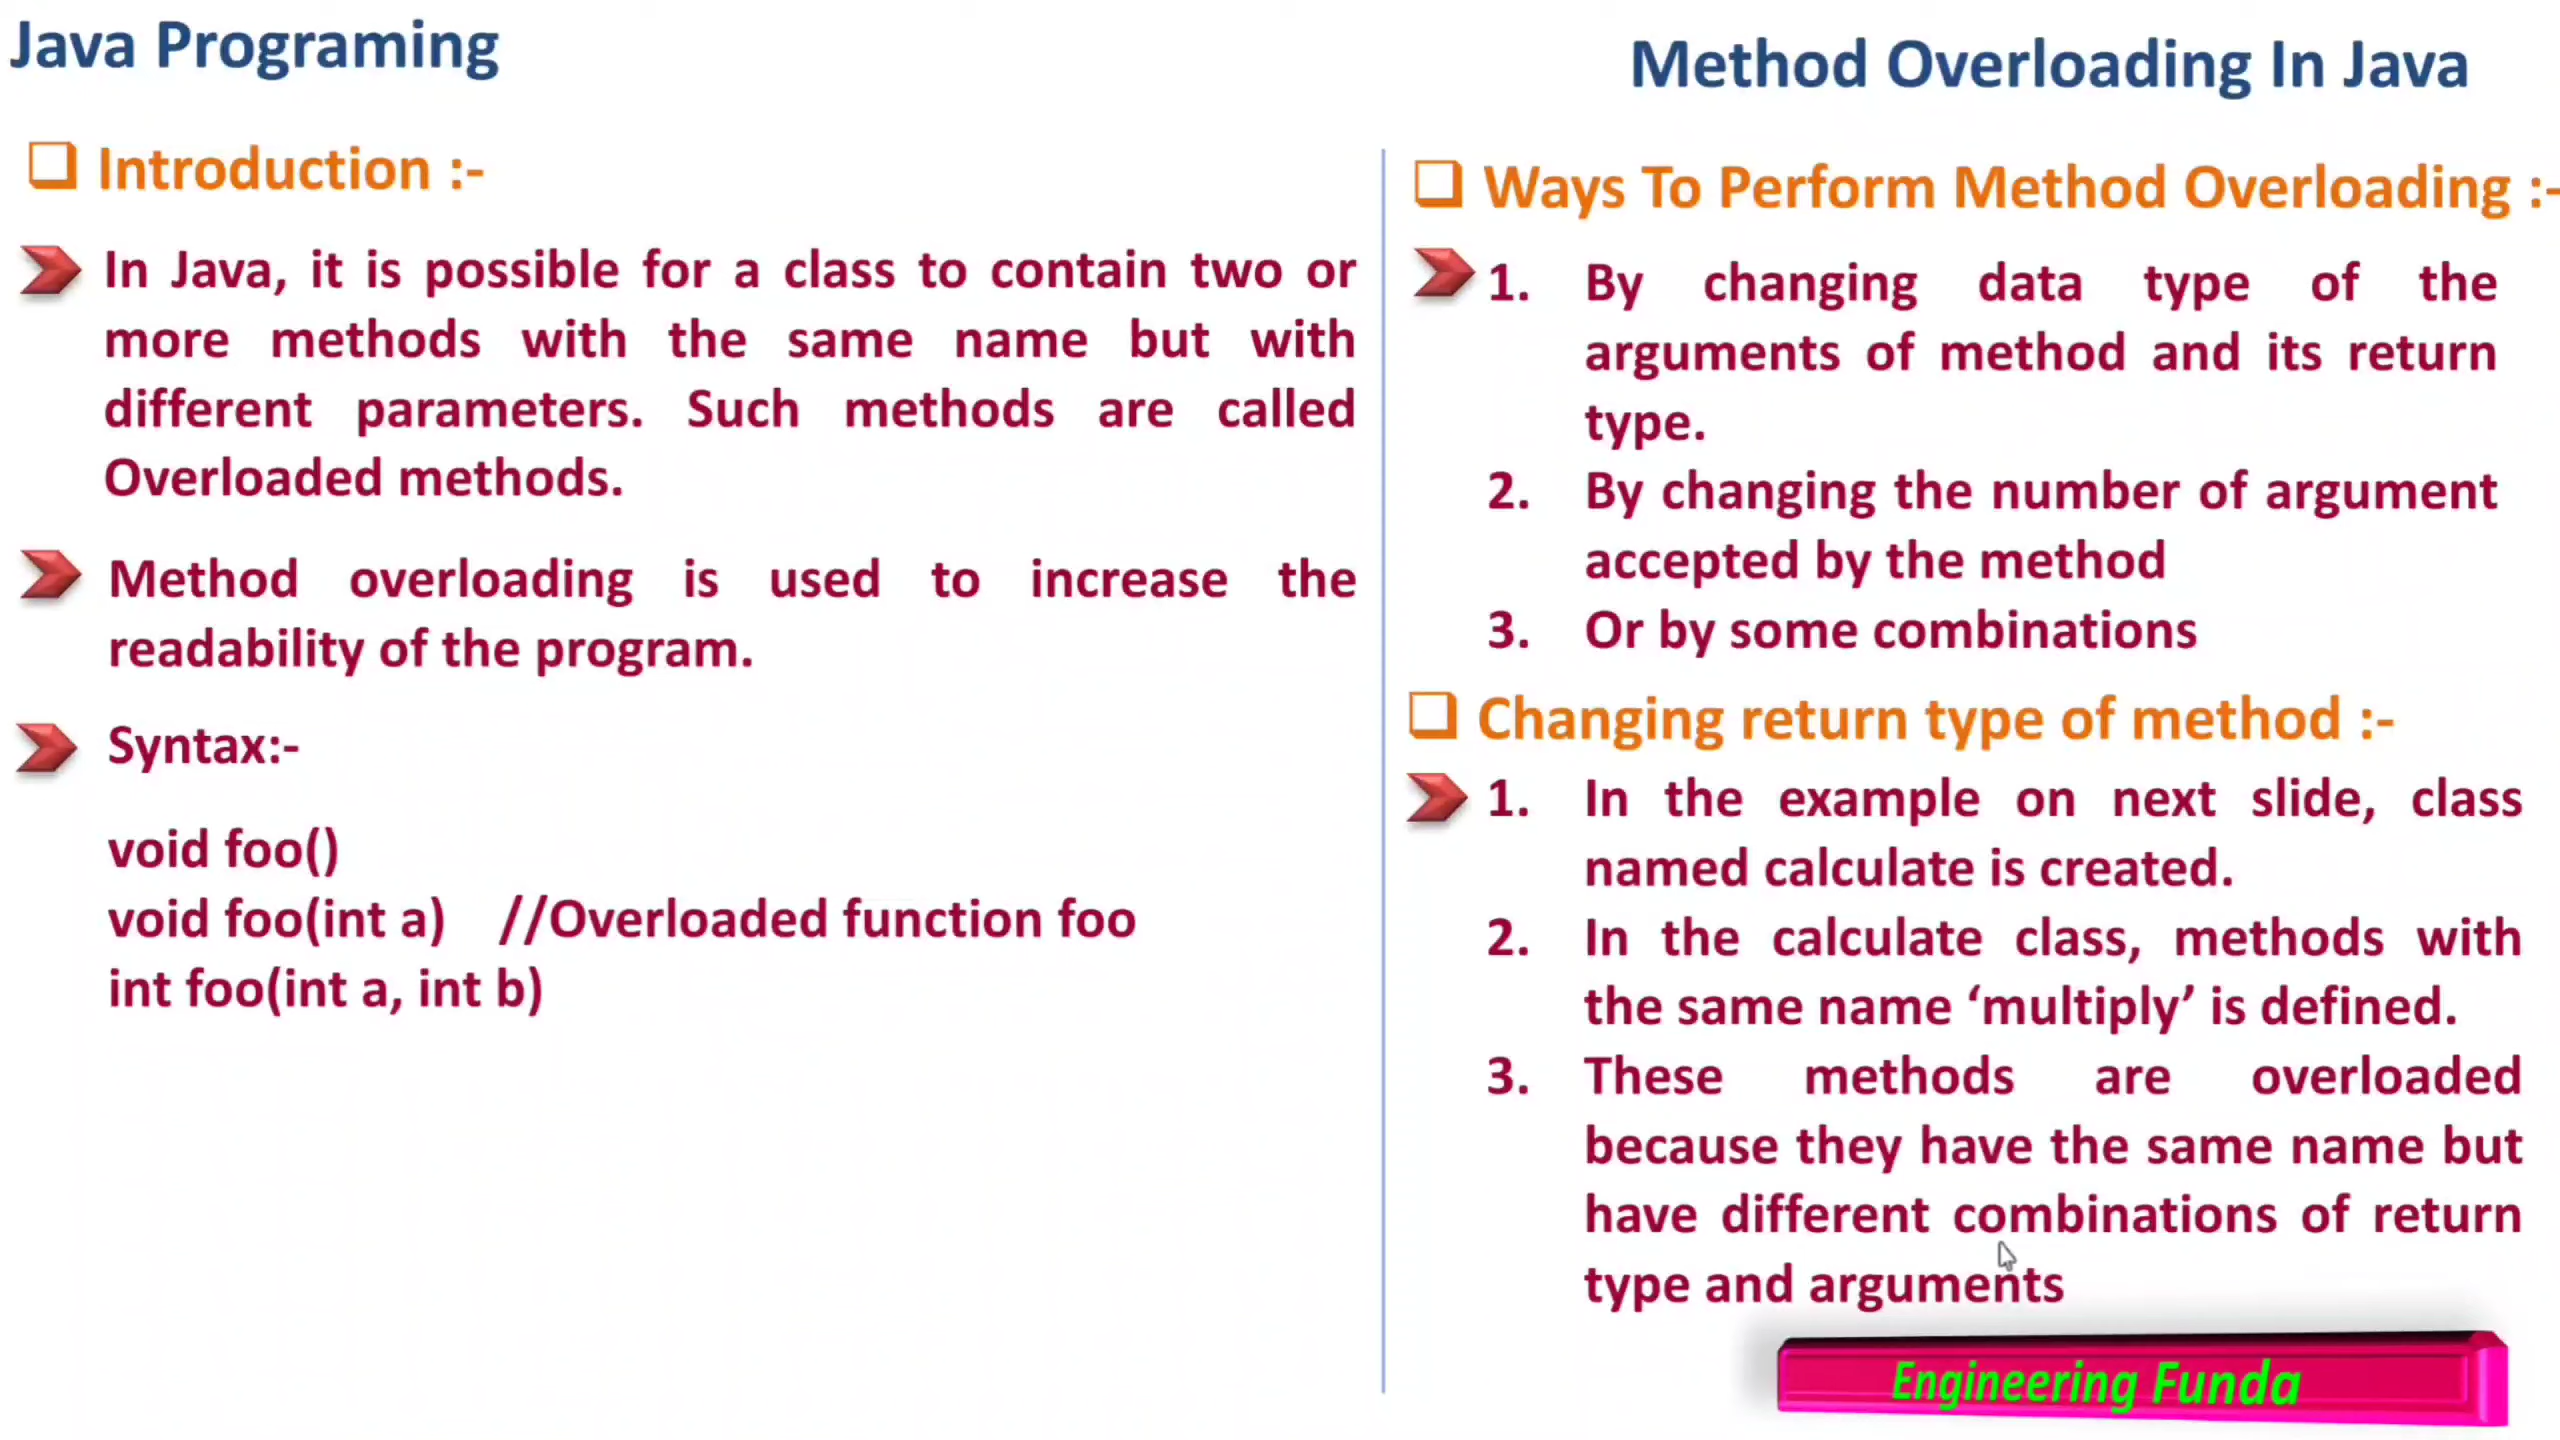 Java Programing
Method Overloading In Java
Introduction :-
In Java, it is possible for a class to contain two or
more methods with the same name but with
different parameters. Such methods are called
Overloaded methods.
Method overloading is used to increase the
readability of the program.
Syntax:-
void foo()
void foo(int a) //Overloaded function foo
int foo(int a, int b)
Ways To Perform Method Overloading :-
1. By changing data type of the
arguments of method and its return
type.
2. By changing the number of argument
accepted by the method
3. Or by some combinations
Changing return type of method :-
1. In the example on next slide, class
named calculate is created.
2. In the calculate class, methods with
the same name ‘multiply’ is defined.
3. These methods are overloaded
because they have the same name but
have different combinations of return
type and arguments
Engineering Funda